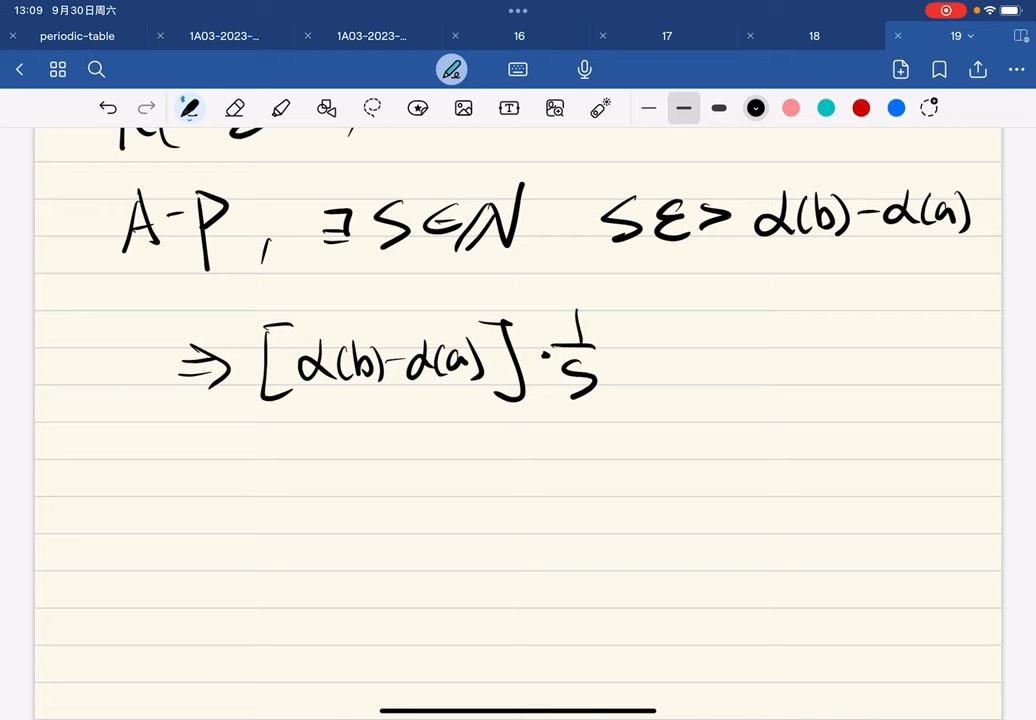 13:09 9月30日周六
periodic-table 1A03-2023-... 1A03-2023-... 16 17 18 19
A-P, ∃ S ∈ ℕ Sε > α(b)-α(a)
⇒ [α(b)-α(a)]·1/S